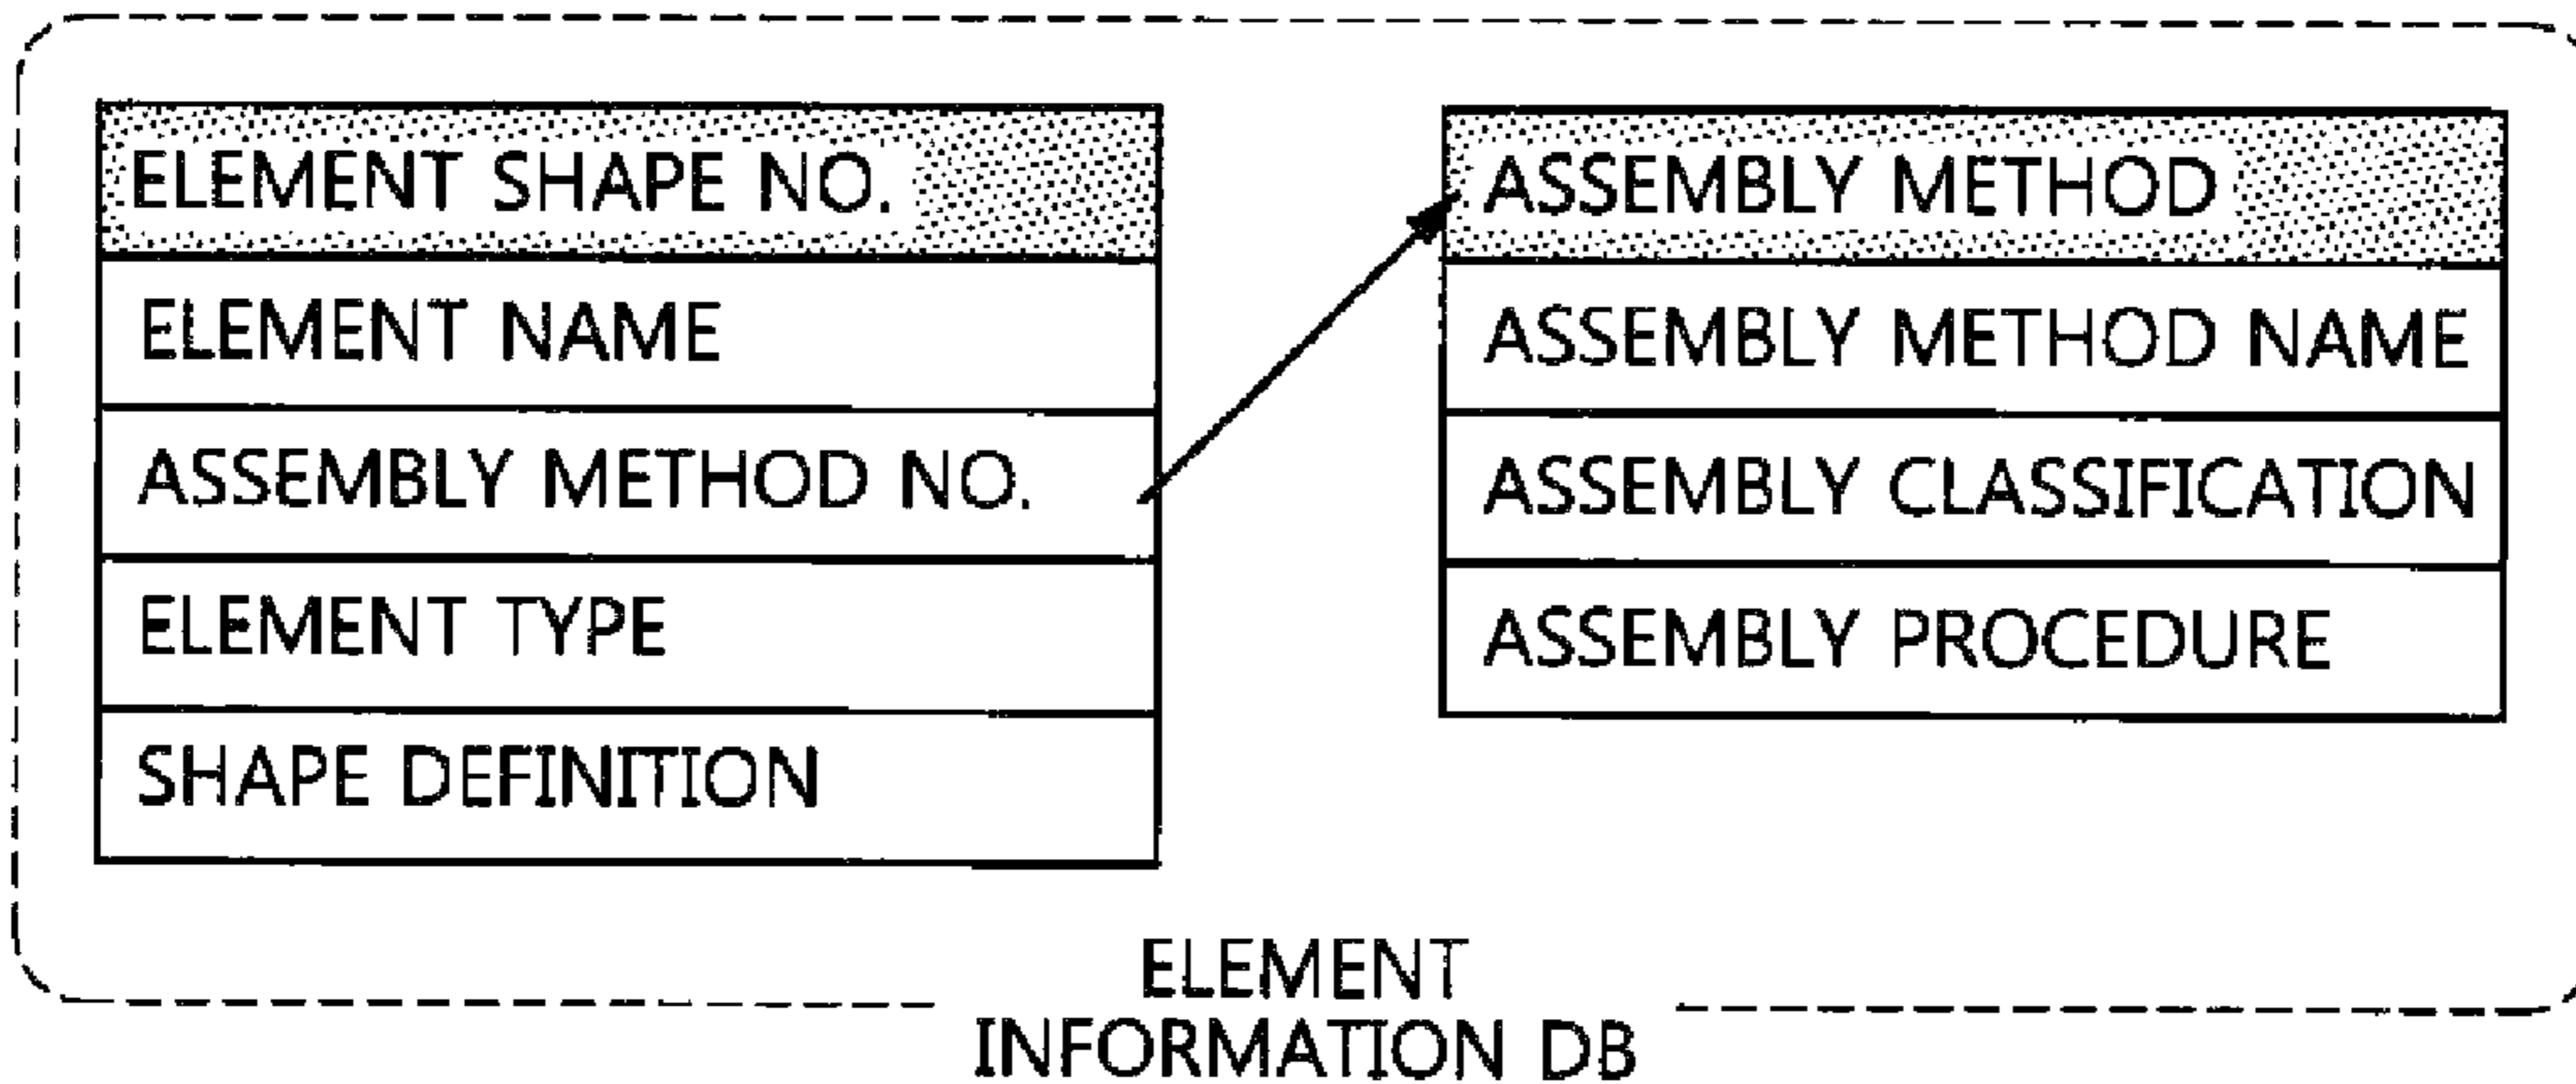 ELEMENT SHAPE NO.
ELEMENT NAME
ASSEMBLY METHOD NO.
ELEMENT TYPE
SHAPE DEFINITION
ASSEMBLY METHOD
ASSEMBLY METHOD NAME
ASSEMBLY CLASSIFICATION
ASSEMBLY PROCEDURE
ELEMENT
INFORMATION DB